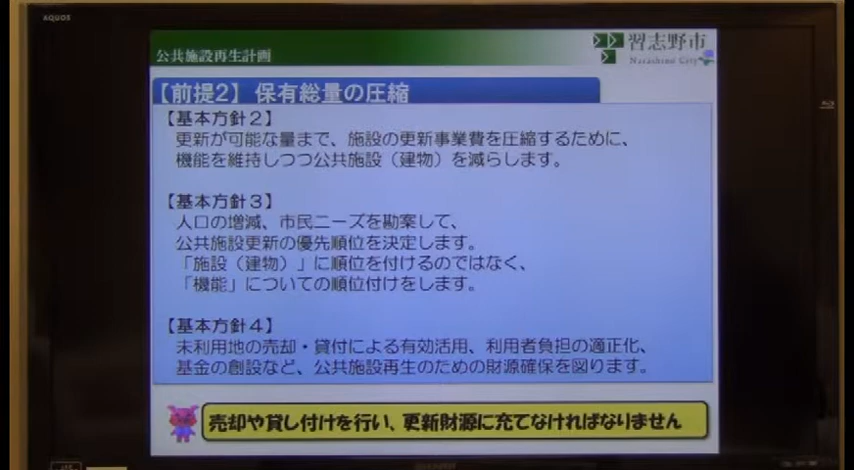 AQUOS
公共施設再生計画
習志野市
Narashino City
【前提2】 保有総量の圧縮
【基本方針2】
更新が可能な量まで、施設の更新事業費を圧縮するために、
機能を維持しつつ公共施設（建物）を減らします。
【基本方針3】
人口の増減、市民ニーズを勘案して、
公共施設更新の優先順位を決定します。
「施設（建物）」に順位を付けるのではなく、
「機能」についての順位付けをします。
【基本方針4】
未利用地の売却・貸付による有効活用、利用者負担の適正化、
基金の創設など、公共施設再生のための財源確保を図ります。
売却や貸し付けを行い、更新財源に充てなければなりません